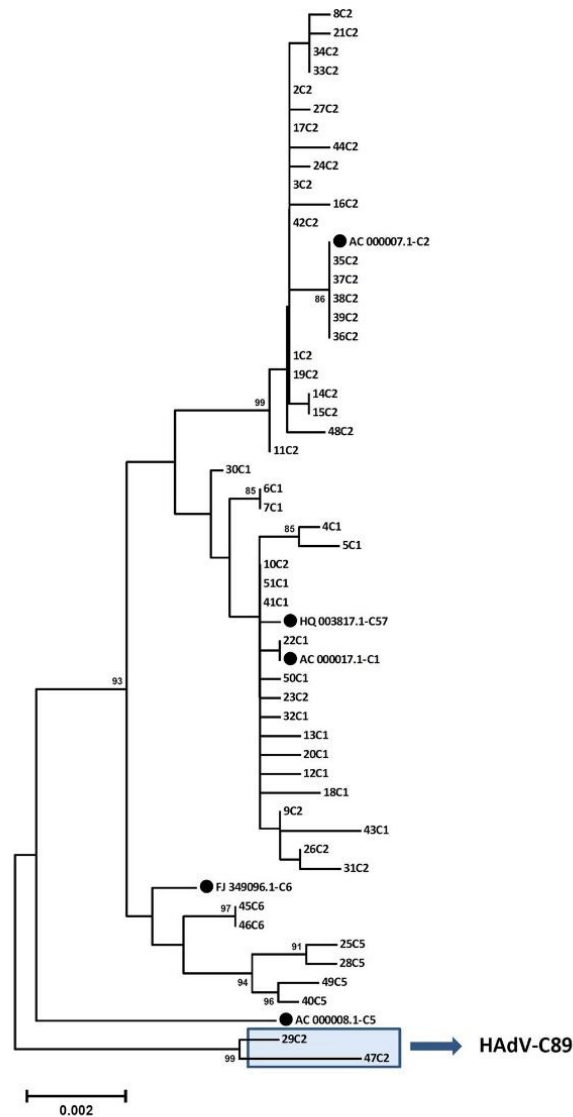 8C2
21C2
34C2
33C2
2C2
27C2
17C2
44C2
24C2
3C2
16C2
42C2
AC 000007.1-C2
35C2
37C2
86
38C2
39C2
36C2
1C2
19C2
14C2
99
15C2
48C2
11C2
30C1
85
6C1
7C1
85
4C1
5C1
10C2
51C1
41C1
HQ 003817.1-C57
22C1
AC 000017.1-C1
93
50C1
23C2
32C1
13C1
20C1
12C1
18C1
9C2
43C1
26C2
31C2
FJ 349096.1-C6
97
45C6
46C6
91
25C5
28C5
94
49C5
96
40C5
AC 000008.1-C5
29C2
HAdV-C89
99
47C2
0.002